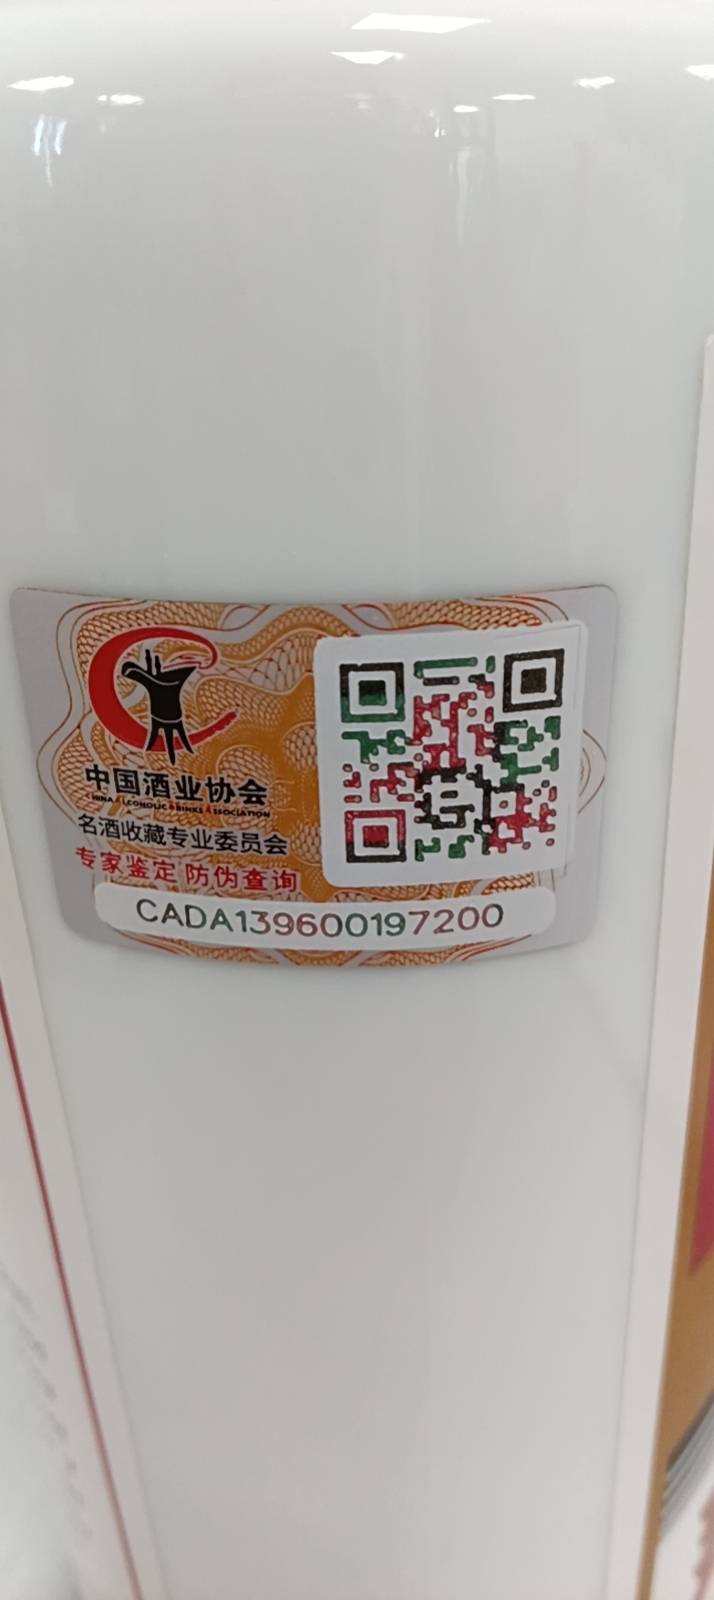 中国酒业协会
CHINA ALCOHOLIC DRINKS ASSOCIATION
名酒收藏专业委员会
专家鉴定 防伪查询
CADA139600197200